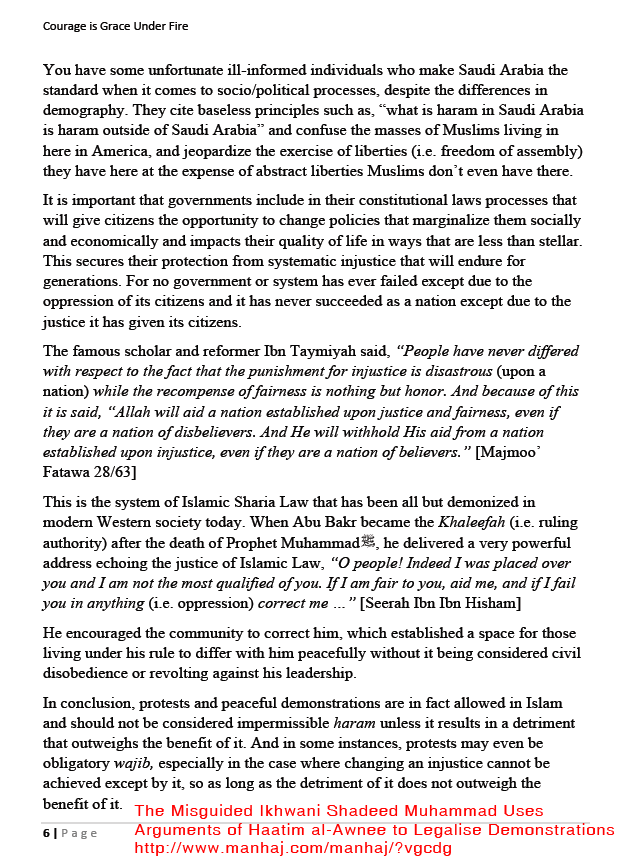 Courage is Grace Under Fire
You have some unfortunate ill-informed individuals who make Saudi Arabia the
standard when it comes to socio/political processes, despite the differences in
demography. They cite baseless principles such as, “what is haram in Saudi Arabia
is haram outside of Saudi Arabia” and confuse the masses of Muslims living in
here in America, and jeopardize the exercise of liberties (i.e. freedom of assembly)
they have here at the expense of abstract liberties Muslims don’t even have there.
It is important that governments include in their constitutional laws processes that
will give citizens the opportunity to change policies that marginalize them socially
and economically and impacts their quality of life in ways that are less than stellar.
This secures their protection from systematic injustice that will endure for
generations. For no government or system has ever failed except due to the
oppression of its citizens and it has never succeeded as a nation except due to the
justice it has given its citizens.
The famous scholar and reformer Ibn Taymiyah said, “People have never differed
with respect to the fact that the punishment for injustice is disastrous (upon a
nation) while the recompense of fairness is nothing but honor. And because of this
it is said, “Allah will aid a nation established upon justice and fairness, even if
they are a nation of disbelievers. And He will withhold His aid from a nation
established upon injustice, even if they are a nation of believers.” [Majmoo’
Fatawa 28/63]
This is the system of Islamic Sharia Law that has been all but demonized in
modern Western society today. When Abu Bakr became the Khaleefah (i.e. ruling
authority) after the death of Prophet Muhammadﷺ, he delivered a very powerful
address echoing the justice of Islamic Law, “O people! Indeed I was placed over
you and I am not the most qualified of you. If I am fair to you, aid me, and if I fail
you in anything (i.e. oppression) correct me …” [Seerah Ibn Ibn Hisham]
He encouraged the community to correct him, which established a space for those
living under his rule to differ with him peacefully without it being considered civil
disobedience or revolting against his leadership.
In conclusion, protests and peaceful demonstrations are in fact allowed in Islam
and should not be considered impermissible haram unless it results in a detriment
that outweighs the benefit of it. And in some instances, protests may even be
obligatory wajib, especially in the case where changing an injustice cannot be
achieved except by it, so as long as the detriment of it does not outweigh the
benefit of it.
The Misguided Ikhwani Shadeed Muhammad Uses
Arguments of Haatim al-Awnee to Legalise Demonstrations
http://www.manhaj.com/manhaj/?vgcdg
6 | Page